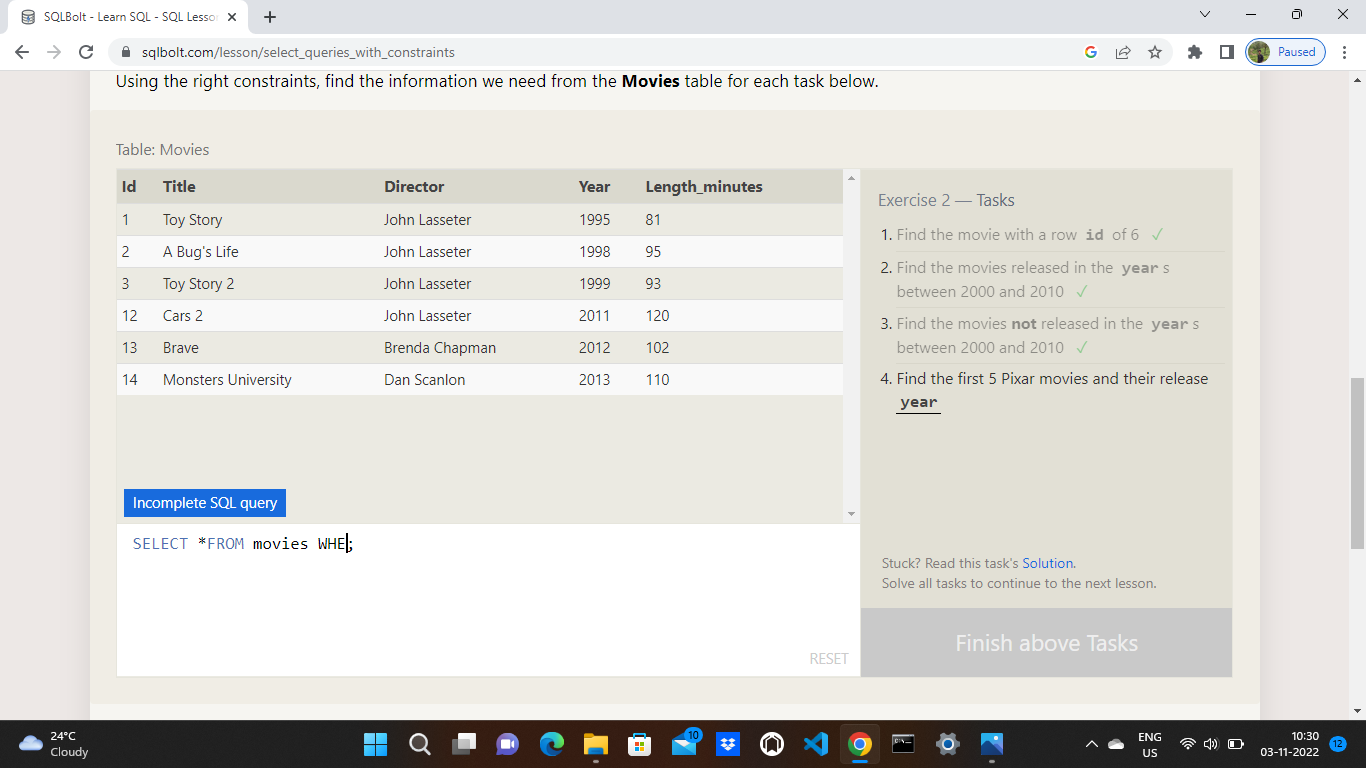 SQLBolt - Learn SQL - SQL Lesson
sqlbolt.com/lesson/select_queries_with_constraints
Paused
Using the right constraints, find the information we need from the Movies table for each task below.
Table: Movies
Id Title Director Year Length_minutes
1 Toy Story John Lasseter 1995 81
2 A Bug's Life John Lasseter 1998 95
3 Toy Story 2 John Lasseter 1999 93
12 Cars 2 John Lasseter 2011 120
13 Brave Brenda Chapman 2012 102
14 Monsters University Dan Scanlon 2013 110
Incomplete SQL query
SELECT *FROM movies WHE;
RESET
Exercise 2 — Tasks
1. Find the movie with a row id of 6 ✓
2. Find the movies released in the year s
between 2000 and 2010 ✓
3. Find the movies not released in the year s
between 2000 and 2010 ✓
4. Find the first 5 Pixar movies and their release
year
Stuck? Read this task's Solution.
Solve all tasks to continue to the next lesson.
Finish above Tasks
24°C
Cloudy
10
ENG
US
10:30
03-11-2022
12